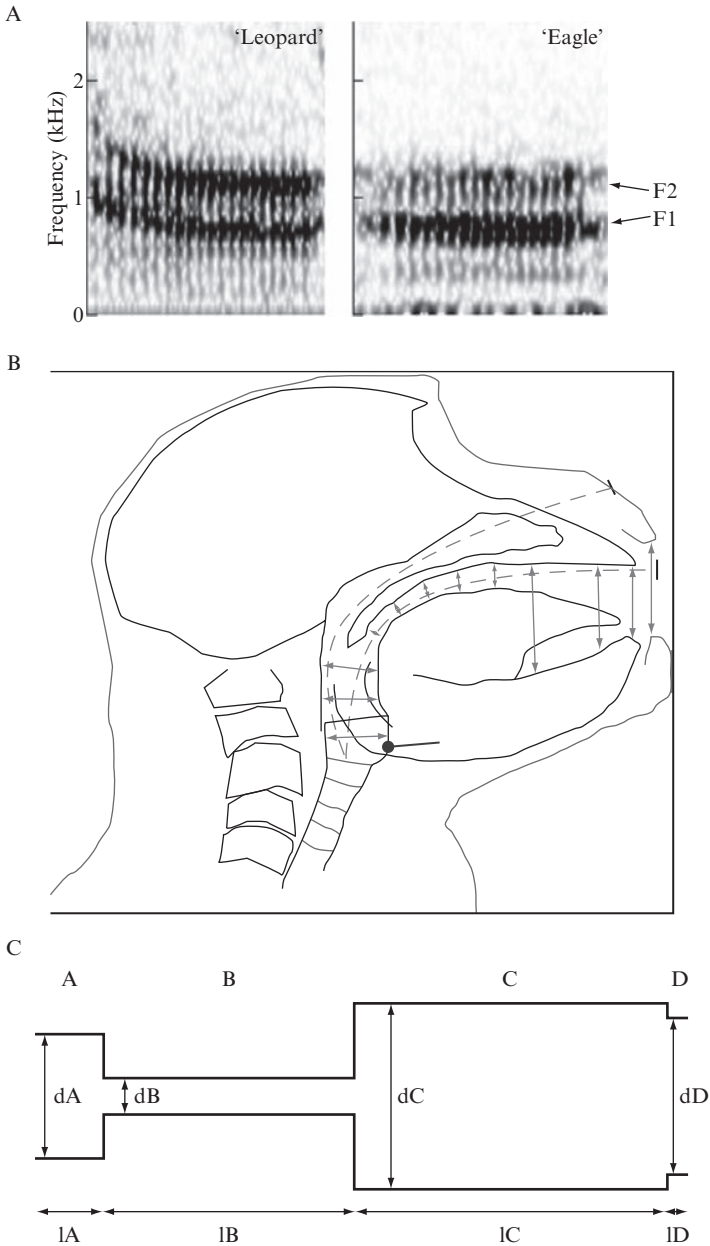 A
‘Leopard’
‘Eagle’
Frequency (kHz)
2
1
0
F2
F1
B
C
A B C D
dA
dB
dC
dD
lA lB lC lD